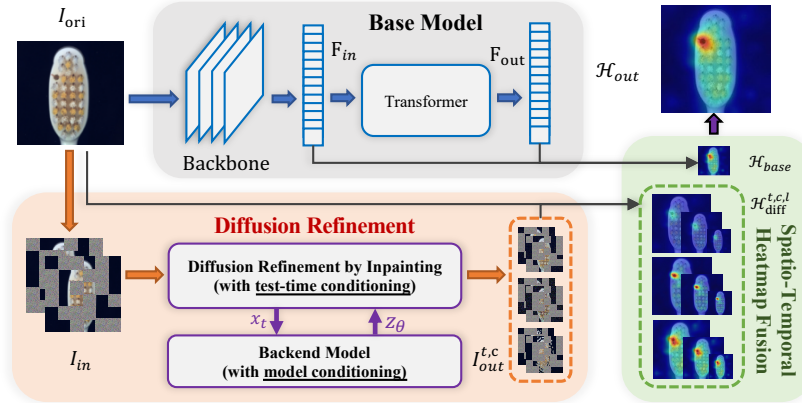 I_ori
Base Model
F_in
F_out
Transformer
Backbone
ℋ_out
ℋ_base
ℋ_diff^{t,c,l}
Spatio-Temporal
Heatmap Fusion
Diffusion Refinement
Diffusion Refinement by Inpainting
(with test-time conditioning)
x_t
z_θ
Backend Model
(with model conditioning)
I_in
I_out^{t,c}